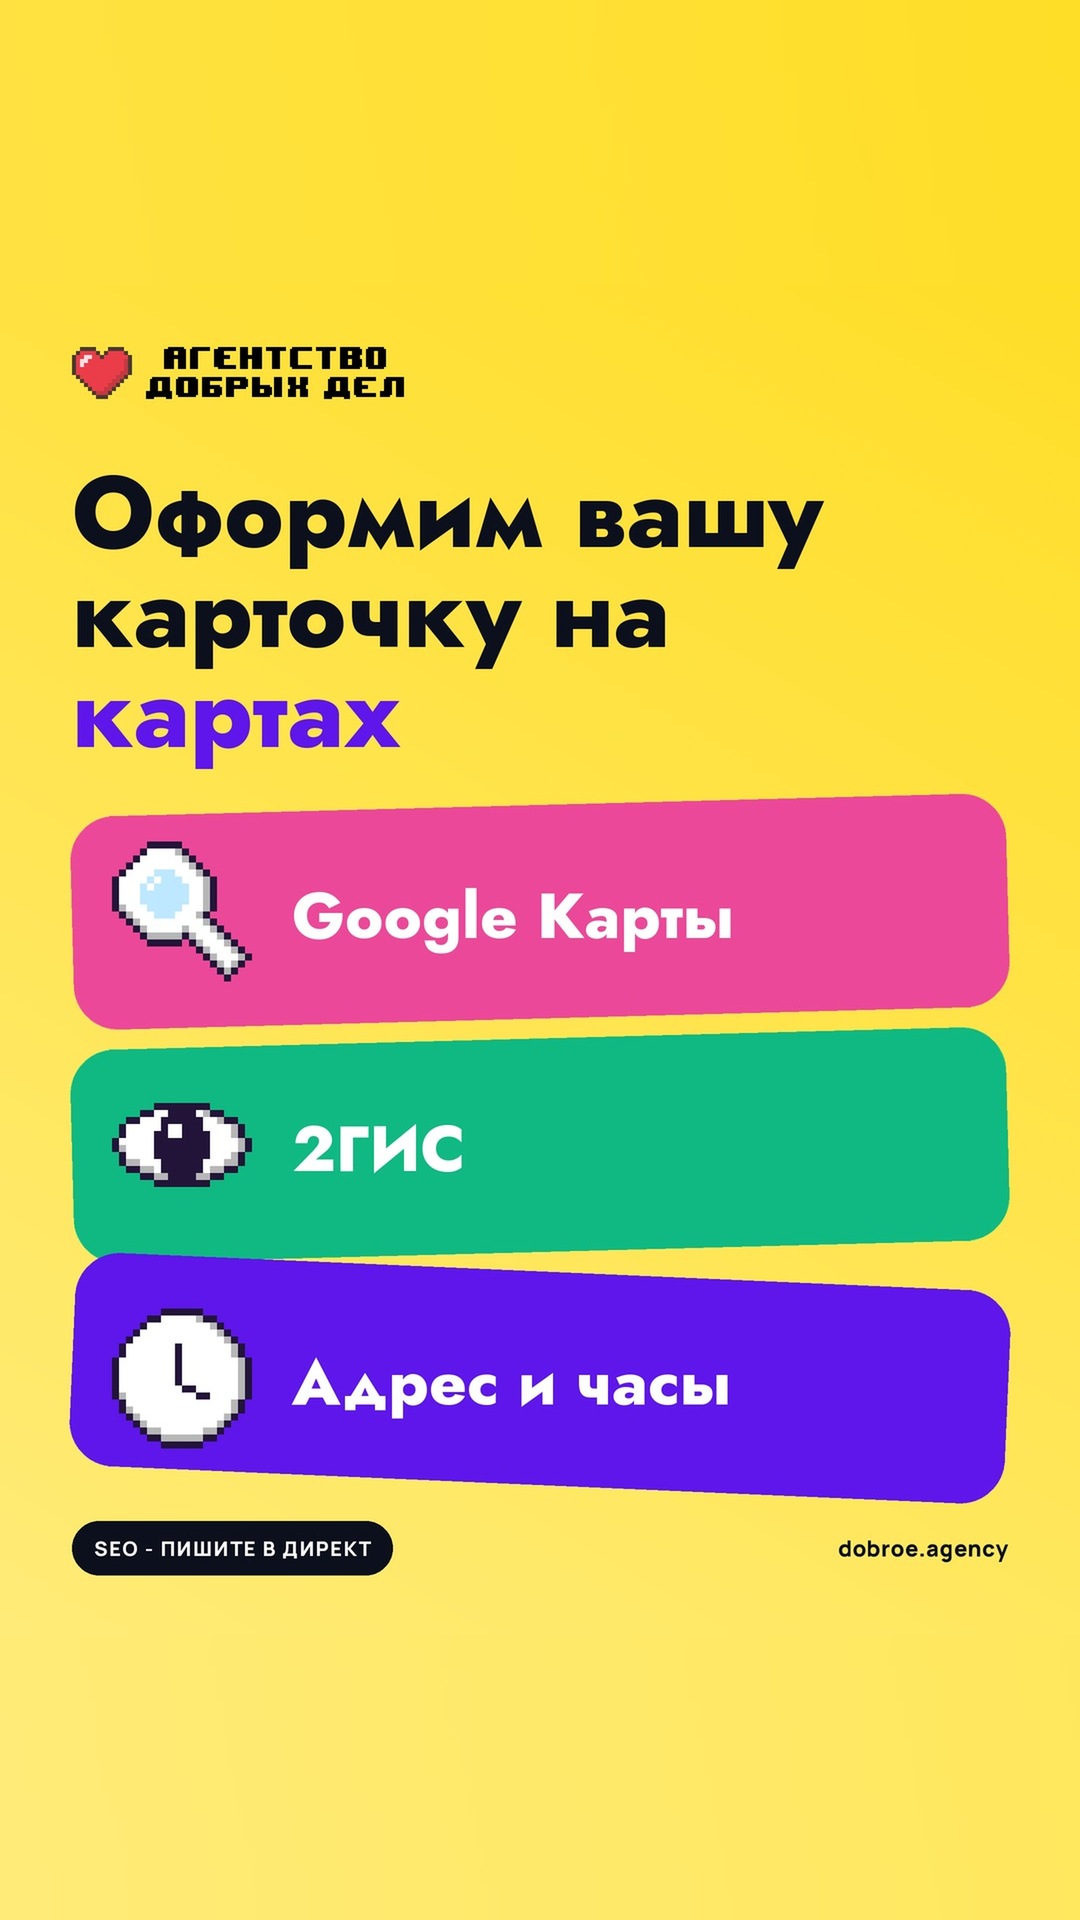 АГЕНТСТВО
ДОБРЫХ ДЕЛ
Оформим вашу
карточку на
картах
Google Карты
2ГИС
Адрес и часы
SEO - ПИШИТЕ В ДИРЕКТ
dobroe.agency